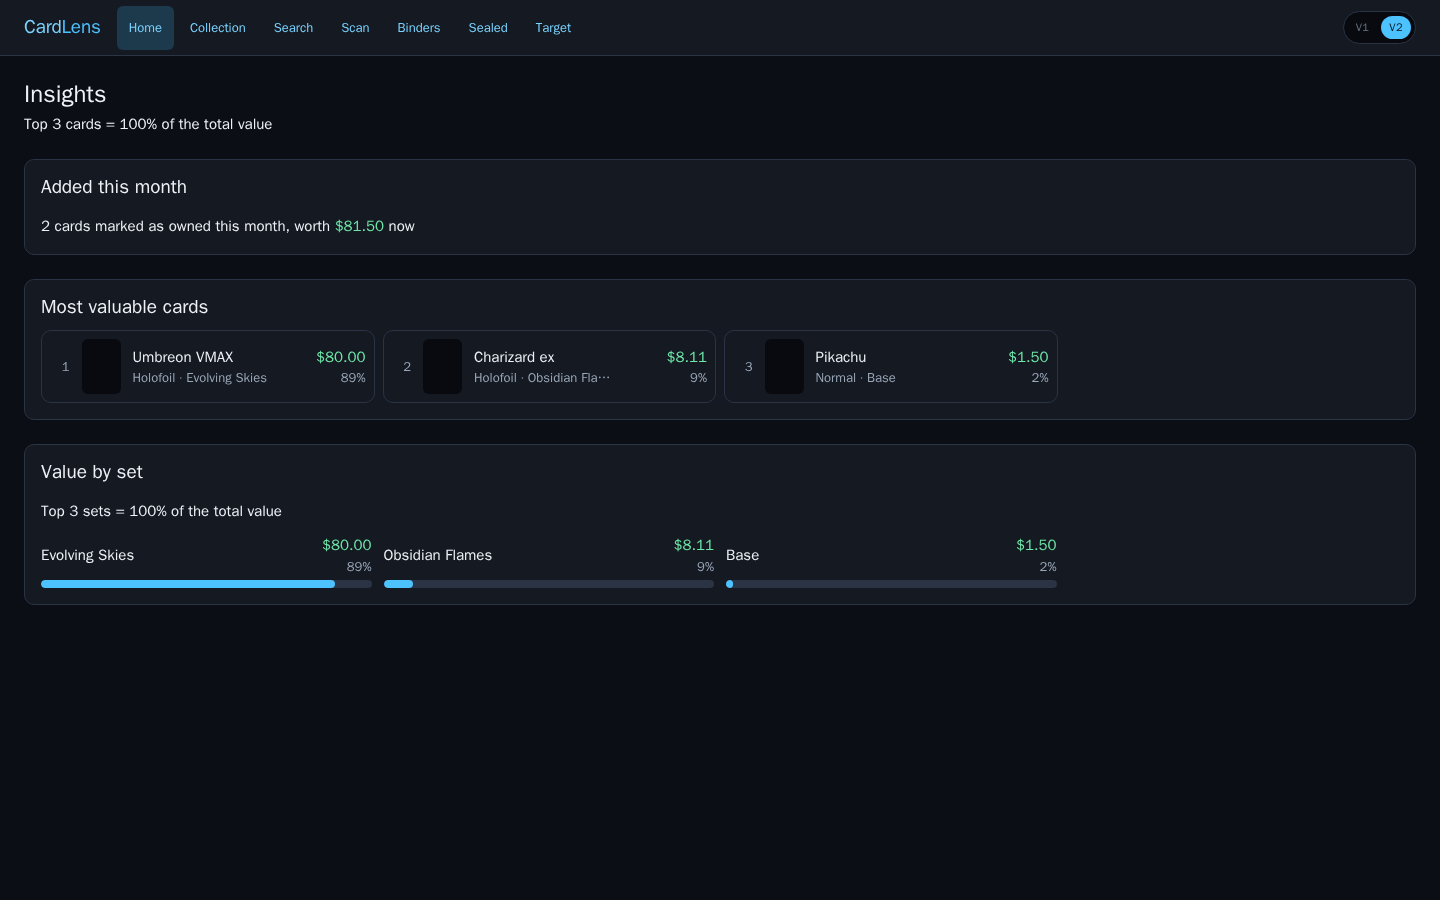 CardLens Home Collection Search Scan Binders Sealed Target V1 V2
Insights
Top 3 cards = 100% of the total value
Added this month
2 cards marked as owned this month, worth $81.50 now
Most valuable cards
1 Umbreon VMAX $80.00
Holofoil · Evolving Skies 89%
2 Charizard ex $8.11
Holofoil · Obsidian Fla··· 9%
3 Pikachu $1.50
Normal · Base 2%
Value by set
Top 3 sets = 100% of the total value
Evolving Skies $80.00
89%
Obsidian Flames $8.11
9%
Base $1.50
2%